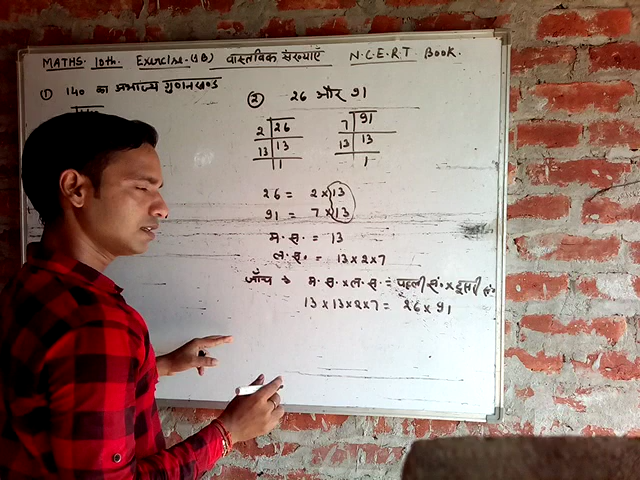 MATHS. 10th. Exercise-(1B) वास्तविक संख्याएँ N.C.E.R.T BOOK.
① 140 का अभाज्य गुणनखण्ड
② 26 और 91
2 26
13 13
1
7 91
13 13
1
26 = 2 × 13
91 = 7 × 13
म. स. = 13
ल. स. = 13 × 2 × 7
जाँच → म. स. × ल. स. = पहली सं. × दूसरी सं.
13 × 13 × 2 × 7 = 26 × 91